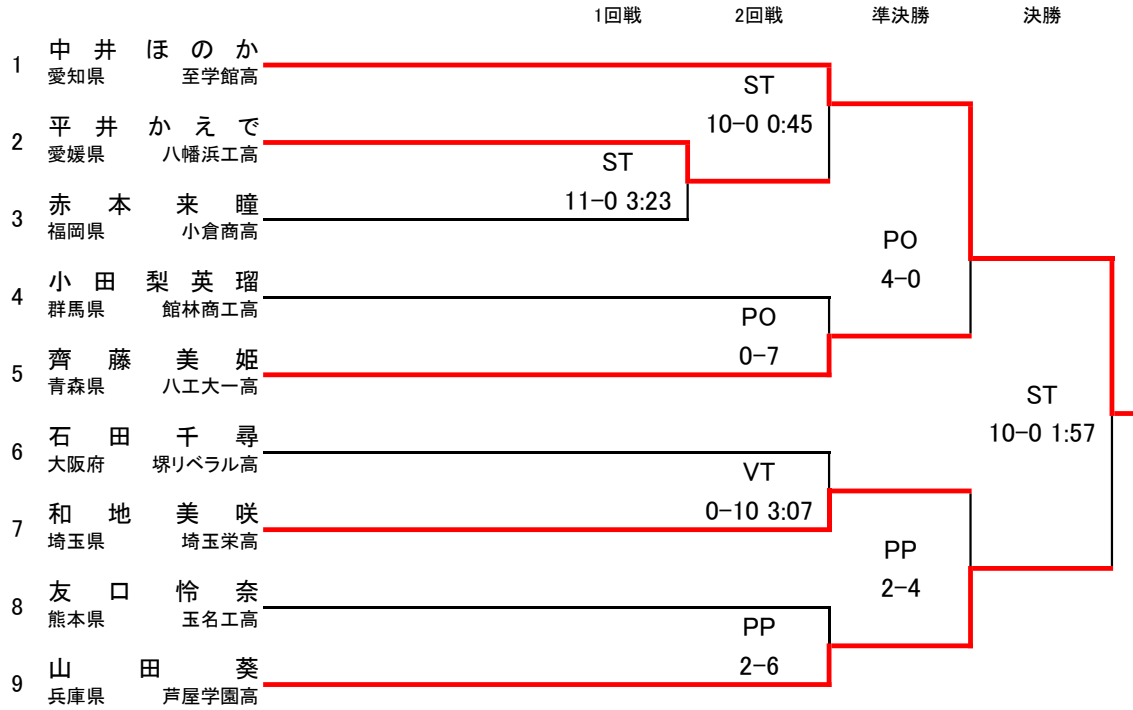 1回戦 2回戦 準決勝 決勝
1 中井ほのか
愛知県 至学館高
ST
10-0 0:45
2 平井かえで
愛媛県 八幡浜工高
ST
11-0 3:23
3 赤本来瞳
福岡県 小倉商高
PO
4-0
4 小田梨英瑠
群馬県 館林商工高
PO
0-7
5 齊藤美姫
青森県 八工大一高
ST
10-0 1:57
6 石田千尋
大阪府 堺リベラル高
VT
0-10 3:07
7 和地美咲
埼玉県 埼玉栄高
PP
2-4
8 友口怜奈
熊本県 玉名工高
PP
2-6
9 山田葵
兵庫県 芦屋学園高